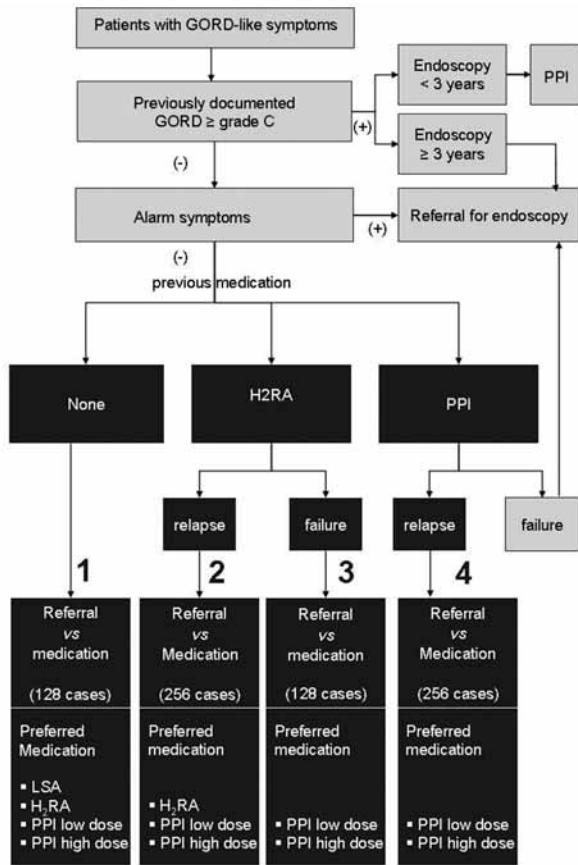 Patients with GORD-like symptoms
Previously documented
GORD ≥ grade C
(+)
Endoscopy
< 3 years
PPI
Endoscopy
≥ 3 years
(-)
Alarm symptoms
(+)
Referral for endoscopy
(-)
previous medication
None
H2RA
PPI
relapse
failure
relapse
failure
1
2
3
4
Referral
vs
medication
(128 cases)
Preferred
Medication
▪ LSA
▪ H₂RA
▪ PPI low dose
▪ PPI high dose
Referral
vs
Medication
(256 cases)
Preferred
medication
▪ H₂RA
▪ PPI low dose
▪ PPI high dose
Referral
vs
medication
(128 cases)
Preferred medication
▪ PPI low dose
▪ PPI high dose
Referral
vs
Medication
(256 cases)
Preferred medication
▪ PPI low dose
▪ PPI high dose